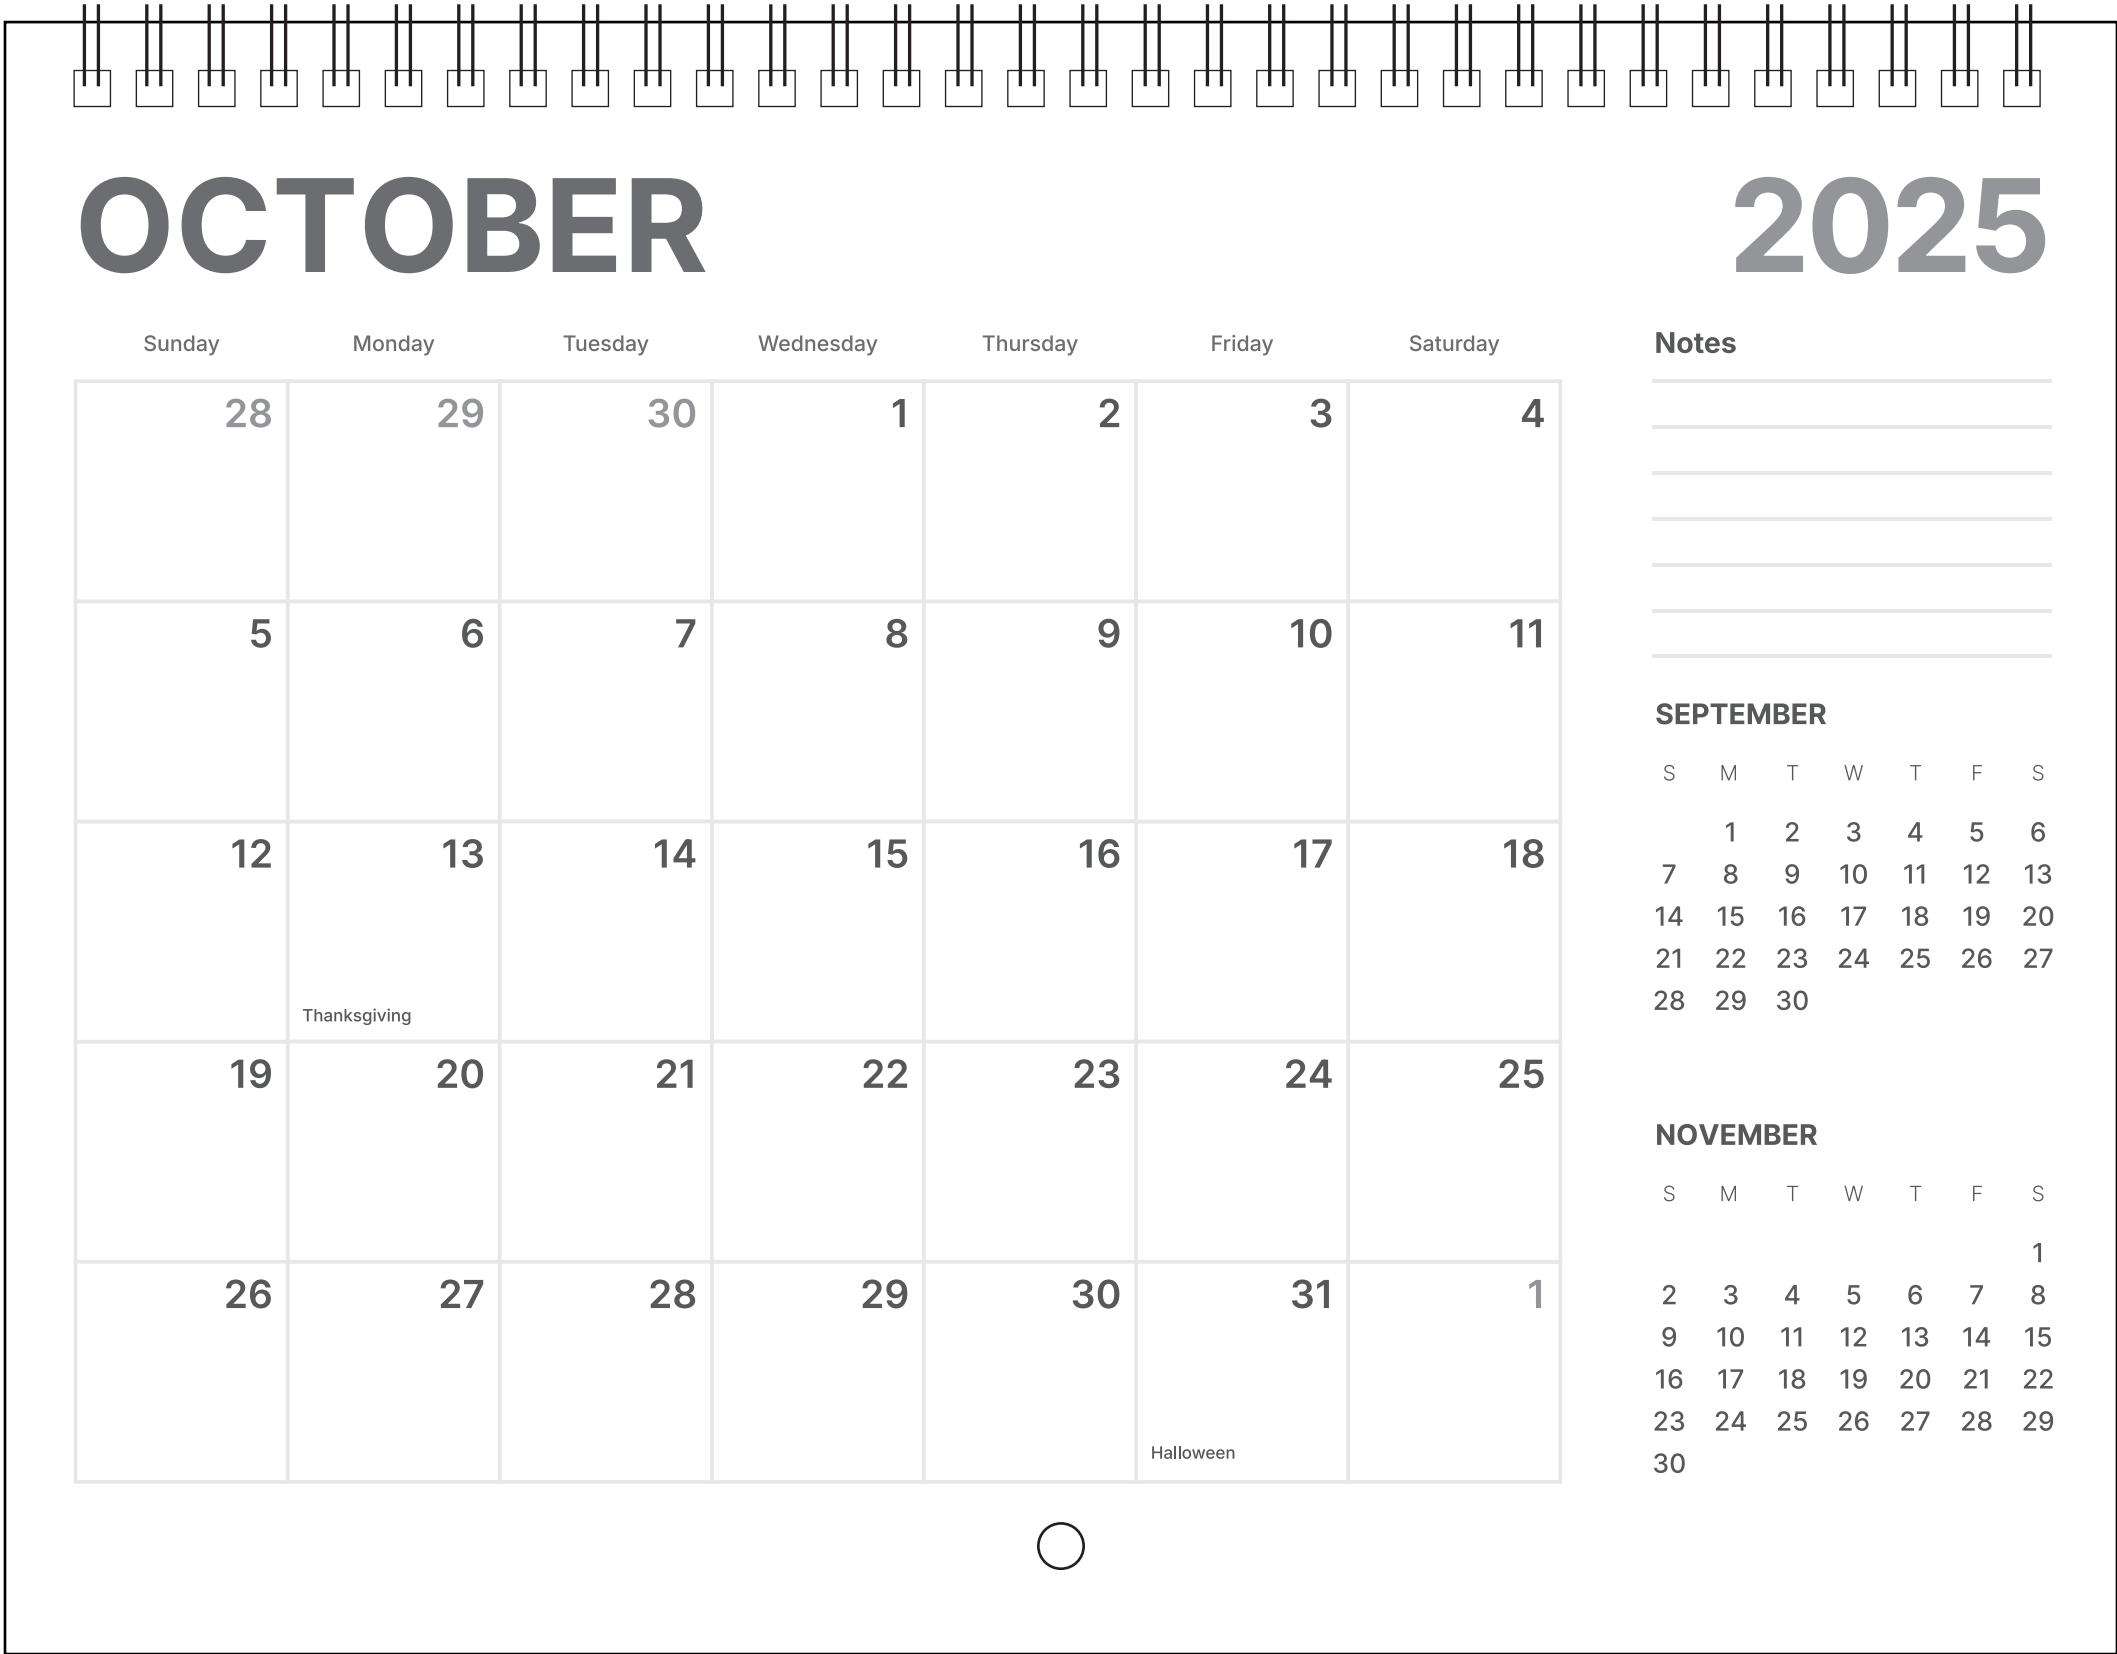 OCTOBER 2025
Sunday Monday Tuesday Wednesday Thursday Friday Saturday
28 29 30 1 2 3 4
5 6 7 8 9 10 11
12 13 14 15 16 17 18
Thanksgiving
19 20 21 22 23 24 25
26 27 28 29 30 31 1
Halloween
Notes
SEPTEMBER
S M T W T F S
1 2 3 4 5 6
7 8 9 10 11 12 13
14 15 16 17 18 19 20
21 22 23 24 25 26 27
28 29 30
NOVEMBER
S M T W T F S
1
2 3 4 5 6 7 8
9 10 11 12 13 14 15
16 17 18 19 20 21 22
23 24 25 26 27 28 29
30